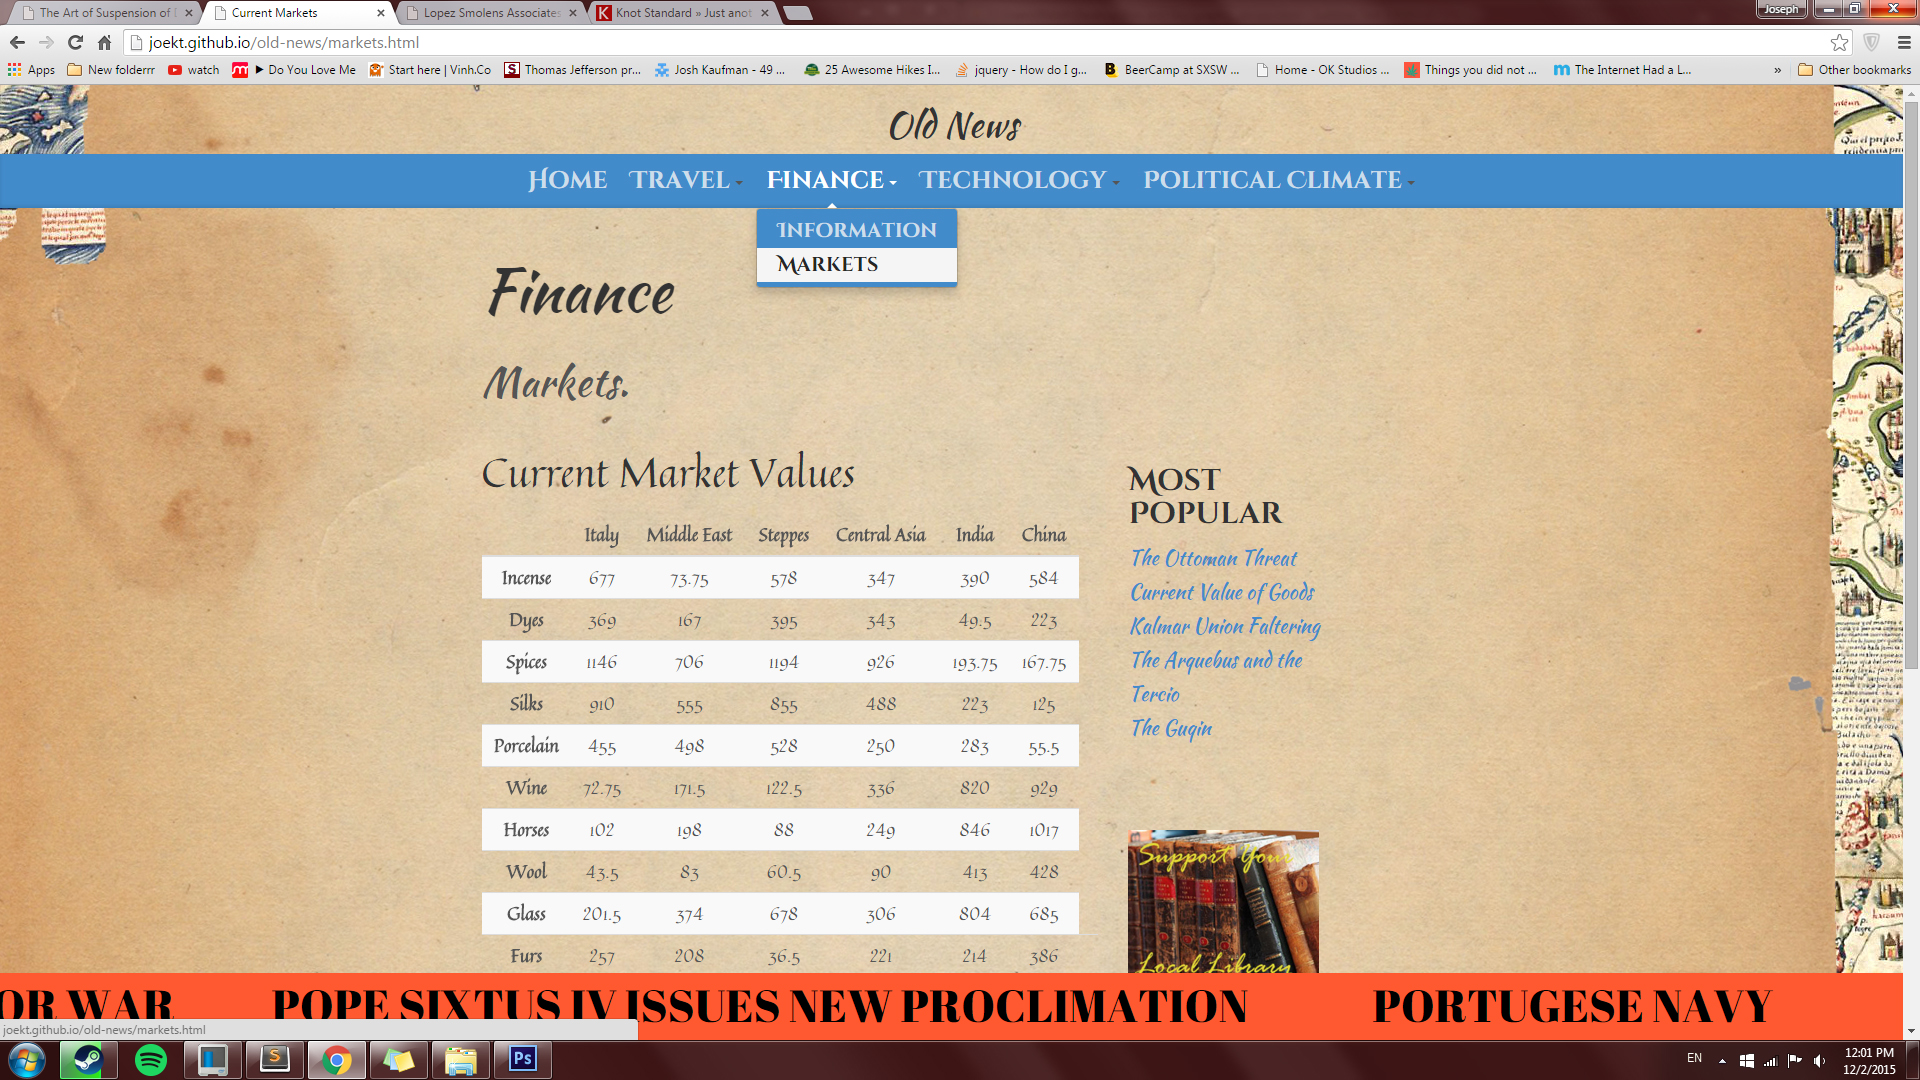 The Art of Suspension of D
Current Markets
Lopez Smolens Associates
Knot Standard » Just anot
Joseph
joekt.github.io/old-news/markets.html
Apps
New folderrr
watch
► Do You Love Me
Start here | Vinh.Co
Thomas Jefferson pr...
Josh Kaufman - 49 ...
25 Awesome Hikes I...
jquery - How do I g...
BeerCamp at SXSW ...
Home - OK Studios ...
Things you did not ...
The Internet Had a L...
»
Other bookmarks
Old News
Home Travel Finance Technology Political Climate
Information
Markets
Finance
Markets.
Current Market Values
Italy Middle East Steppes Central Asia India China
Incense 677 73.75 578 347 390 584
Dyes 369 167 395 343 49.5 223
Spices 1146 706 1194 926 193.75 167.75
Silks 910 555 855 488 223 125
Porcelain 455 498 528 250 283 55.5
Wine 72.75 171.5 122.5 336 820 929
Horses 102 198 88 249 846 1017
Wool 43.5 83 60.5 90 413 428
Glass 201.5 374 678 306 804 685
Furs 257 208 36.5 221 214 386
Most
Popular
The Ottoman Threat
Current Value of Goods
Kalmar Union Faltering
The Arquebus and the
Tercio
The Guqin
Support Your
Local Library
OR WAR POPE SIXTUS IV ISSUES NEW PROCLIMATION PORTUGESE NAVY
joekt.github.io/old-news/markets.html
S
Ps
EN
12:01 PM
12/2/2015